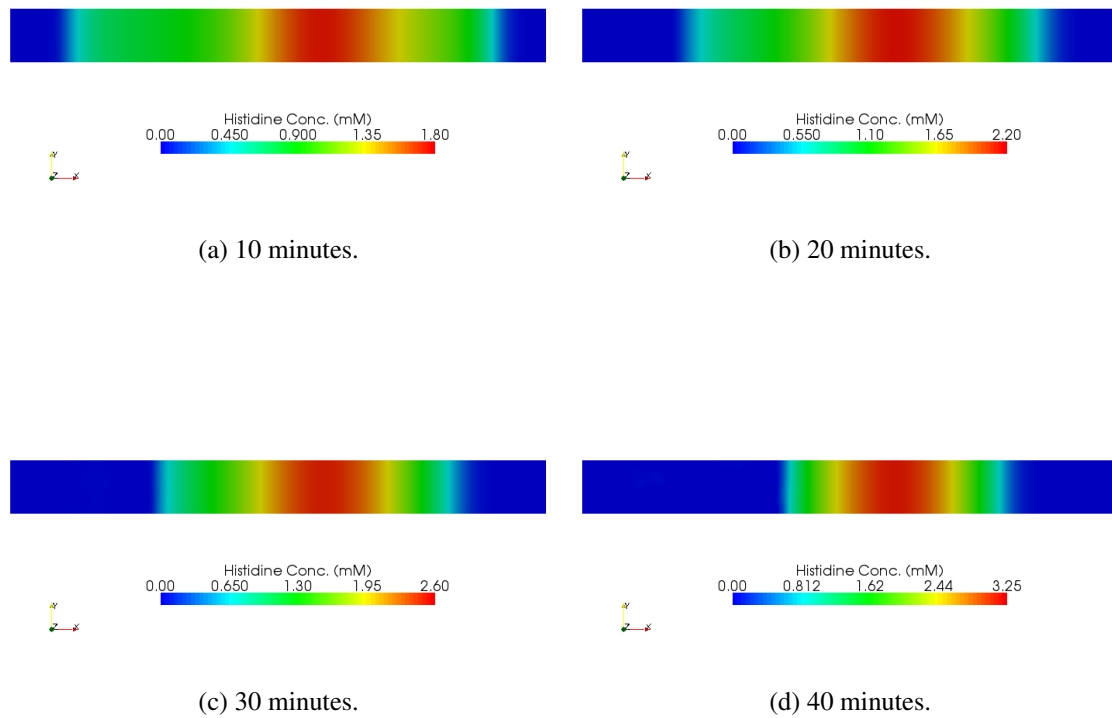 Histidine Conc. (mM)
0.00 0.450 0.900 1.35 1.80
Y
Z X
(a) 10 minutes.
Histidine Conc. (mM)
0.00 0.550 1.10 1.65 2.20
Y
Z X
(b) 20 minutes.
Histidine Conc. (mM)
0.00 0.650 1.30 1.95 2.60
Y
Z X
(c) 30 minutes.
Histidine Conc. (mM)
0.00 0.812 1.62 2.44 3.25
Y
Z X
(d) 40 minutes.